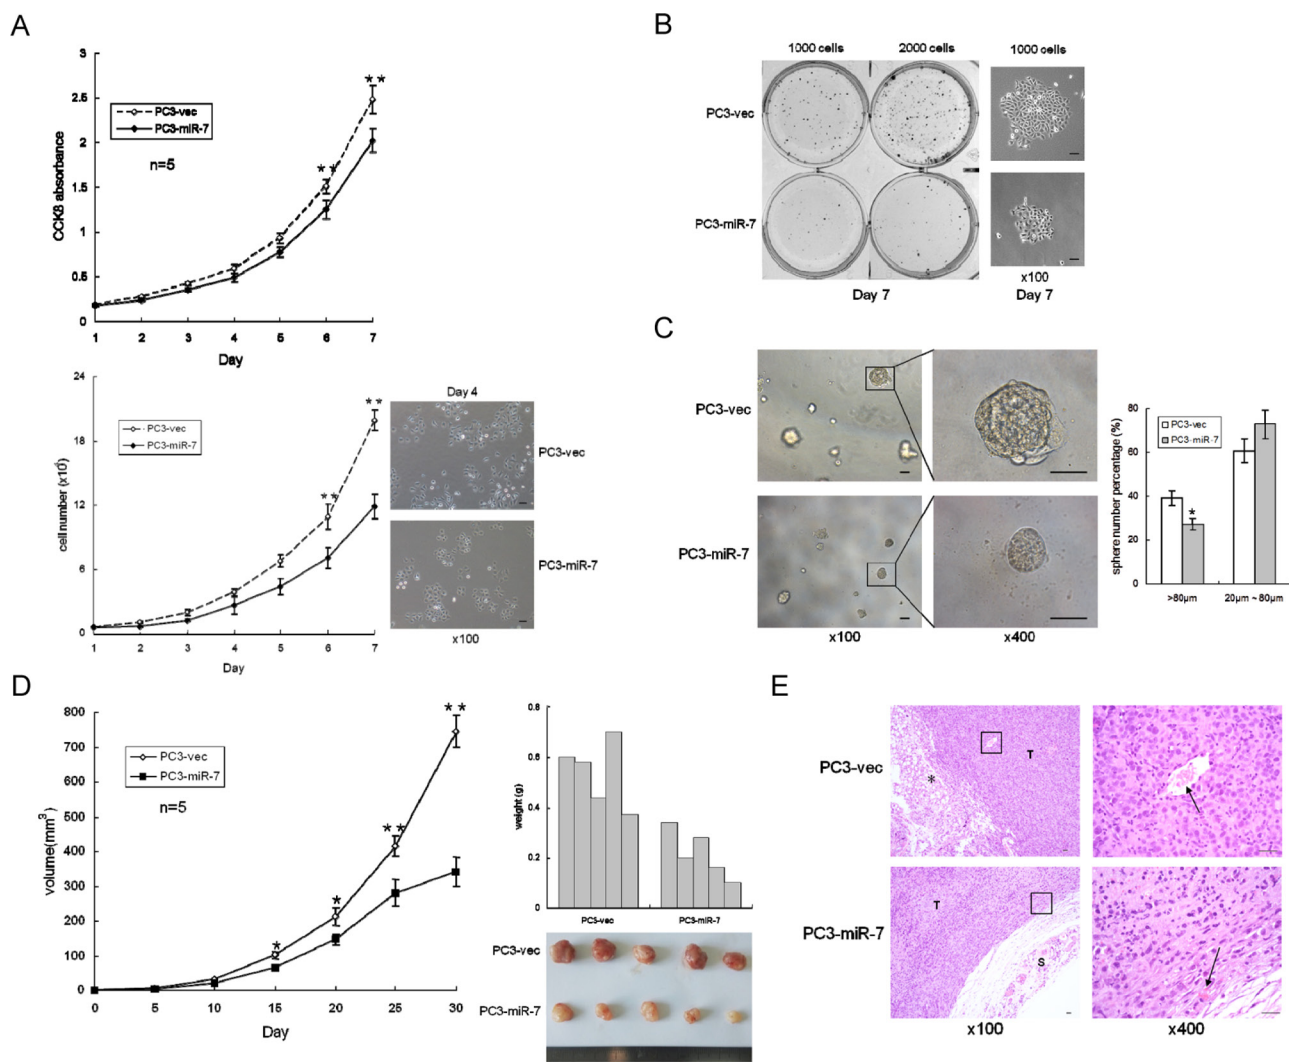 A
3
2.5
2
1.5
1
0.5
0
CCK8 absorbance
PC3-vec
PC3-miR-7
n=5
**
**
1 2 3 4 5 6 7
Day
24
18
12
6
0
PC3-vec
PC3-miR-7
**
**
1 2 3 4 5 6 7
Day
Day 4
PC3-vec
PC3-miR-7
x100
B
1000 cells 2000 cells 1000 cells
PC3-vec
PC3-miR-7
x100
Day 7 Day 7
C
PC3-vec
PC3-miR-7
x100 x400
sphere number percentage (%)
80
60
40
20
0
PC3-vec
PC3-miR-7
*
>80µm 20µm ~ 80µm
D
800
700
600
500
400
300
200
100
0
volume(mm³)
PC3-vec
PC3-miR-7
n=5
*
*
**
**
0 5 10 15 20 25 30
Day
0.8
0.6
0.4
0.2
0
weight (g)
PC3-vec PC3-miR-7
PC3-vec
PC3-miR-7
E
PC3-vec
T
*
PC3-miR-7
T
S
x100 x400